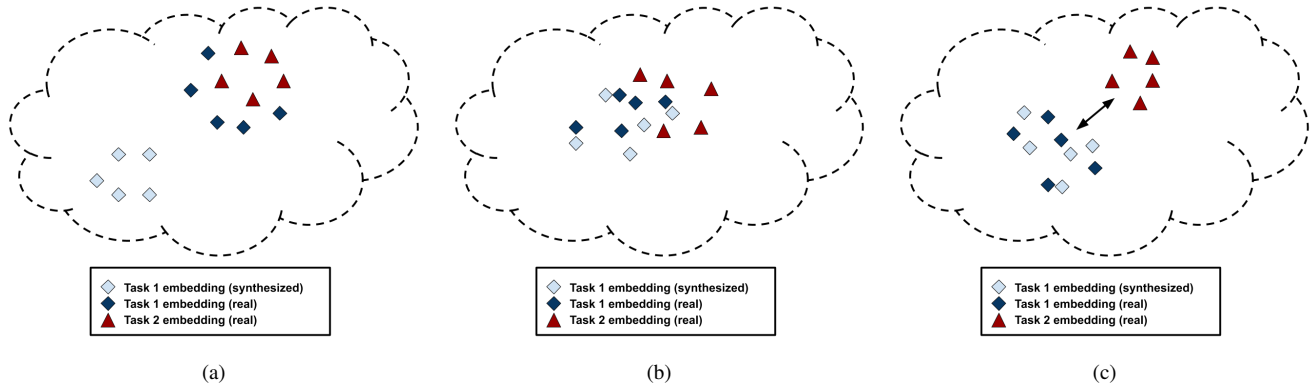 Task 1 embedding (synthesized)
Task 1 embedding (real)
Task 2 embedding (real)
(a)
Task 1 embedding (synthesized)
Task 1 embedding (real)
Task 2 embedding (real)
(b)
Task 1 embedding (synthesized)
Task 1 embedding (real)
Task 2 embedding (real)
(c)